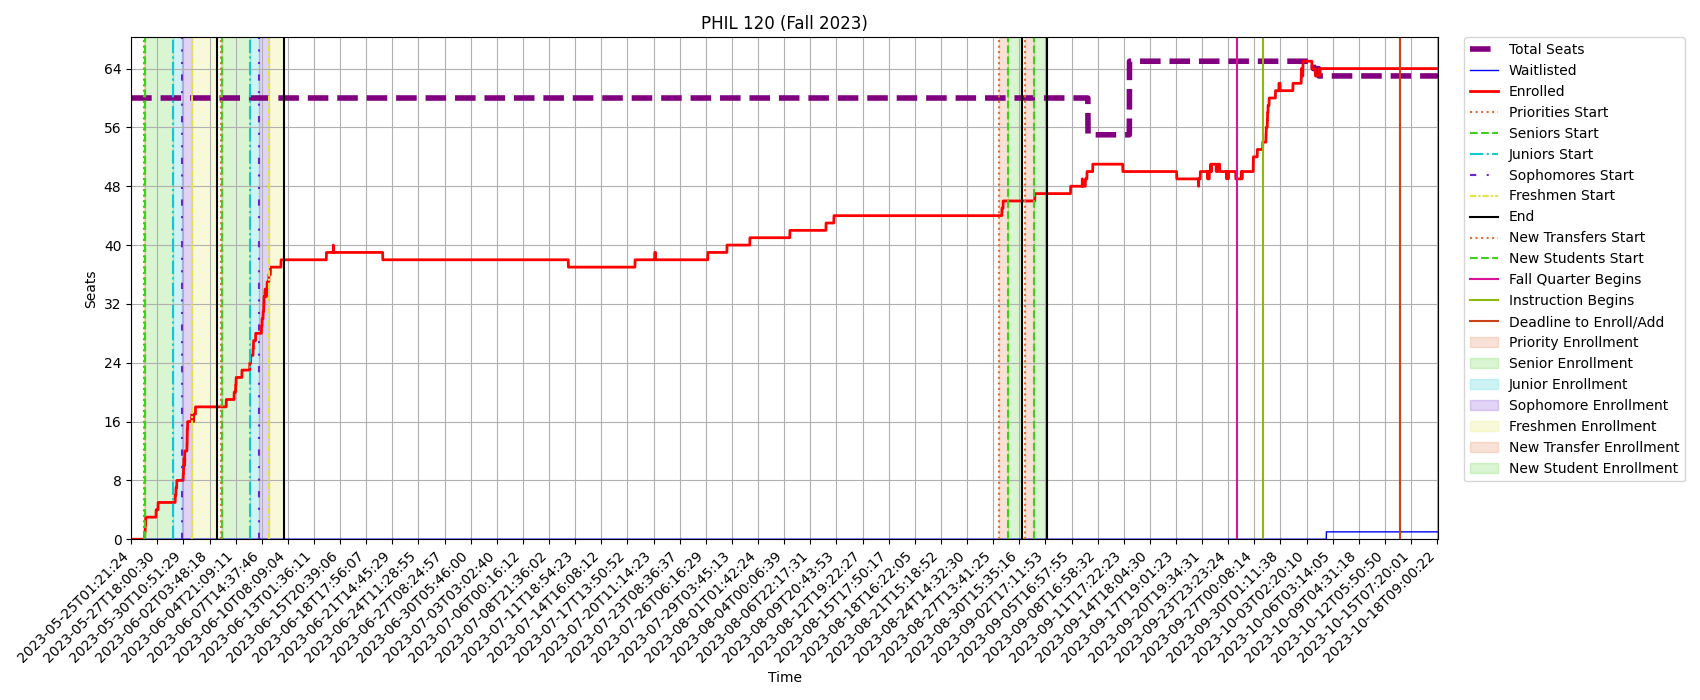 PHIL 120 (Fall 2023)
Seats
64
56
48
40
32
24
16
8
0
2023-05-25T01:21:24
2023-05-27T18:00:30
2023-05-30T10:51:29
2023-06-02T03:48:18
2023-06-04T21:09:11
2023-06-07T14:37:46
2023-06-10T08:09:04
2023-06-13T01:36:11
2023-06-15T20:39:06
2023-06-18T17:56:07
2023-06-21T14:45:29
2023-06-24T11:28:55
2023-06-27T08:24:57
2023-06-30T05:46:00
2023-07-03T03:02:40
2023-07-06T00:16:12
2023-07-08T21:36:02
2023-07-11T18:54:23
2023-07-14T16:08:12
2023-07-17T13:50:52
2023-07-20T11:14:23
2023-07-23T08:36:37
2023-07-26T06:16:29
2023-07-29T03:45:13
2023-08-01T01:42:24
2023-08-04T00:06:39
2023-08-06T22:17:31
2023-08-09T20:43:53
2023-08-12T19:22:27
2023-08-15T17:50:17
2023-08-18T16:22:05
2023-08-21T15:18:52
2023-08-24T14:32:30
2023-08-27T13:41:25
2023-08-30T15:35:16
2023-09-02T17:11:53
2023-09-05T16:57:55
2023-09-08T16:58:32
2023-09-11T17:22:23
2023-09-14T18:04:30
2023-09-17T19:01:23
2023-09-20T19:34:31
2023-09-23T23:23:24
2023-09-27T00:08:14
2023-09-30T01:11:38
2023-10-03T02:20:10
2023-10-06T03:14:05
2023-10-09T04:31:18
2023-10-12T05:50:50
2023-10-15T07:20:01
2023-10-18T09:00:22
Time
Total Seats
Waitlisted
Enrolled
Priorities Start
Seniors Start
Juniors Start
Sophomores Start
Freshmen Start
End
New Transfers Start
New Students Start
Fall Quarter Begins
Instruction Begins
Deadline to Enroll/Add
Priority Enrollment
Senior Enrollment
Junior Enrollment
Sophomore Enrollment
Freshmen Enrollment
New Transfer Enrollment
New Student Enrollment